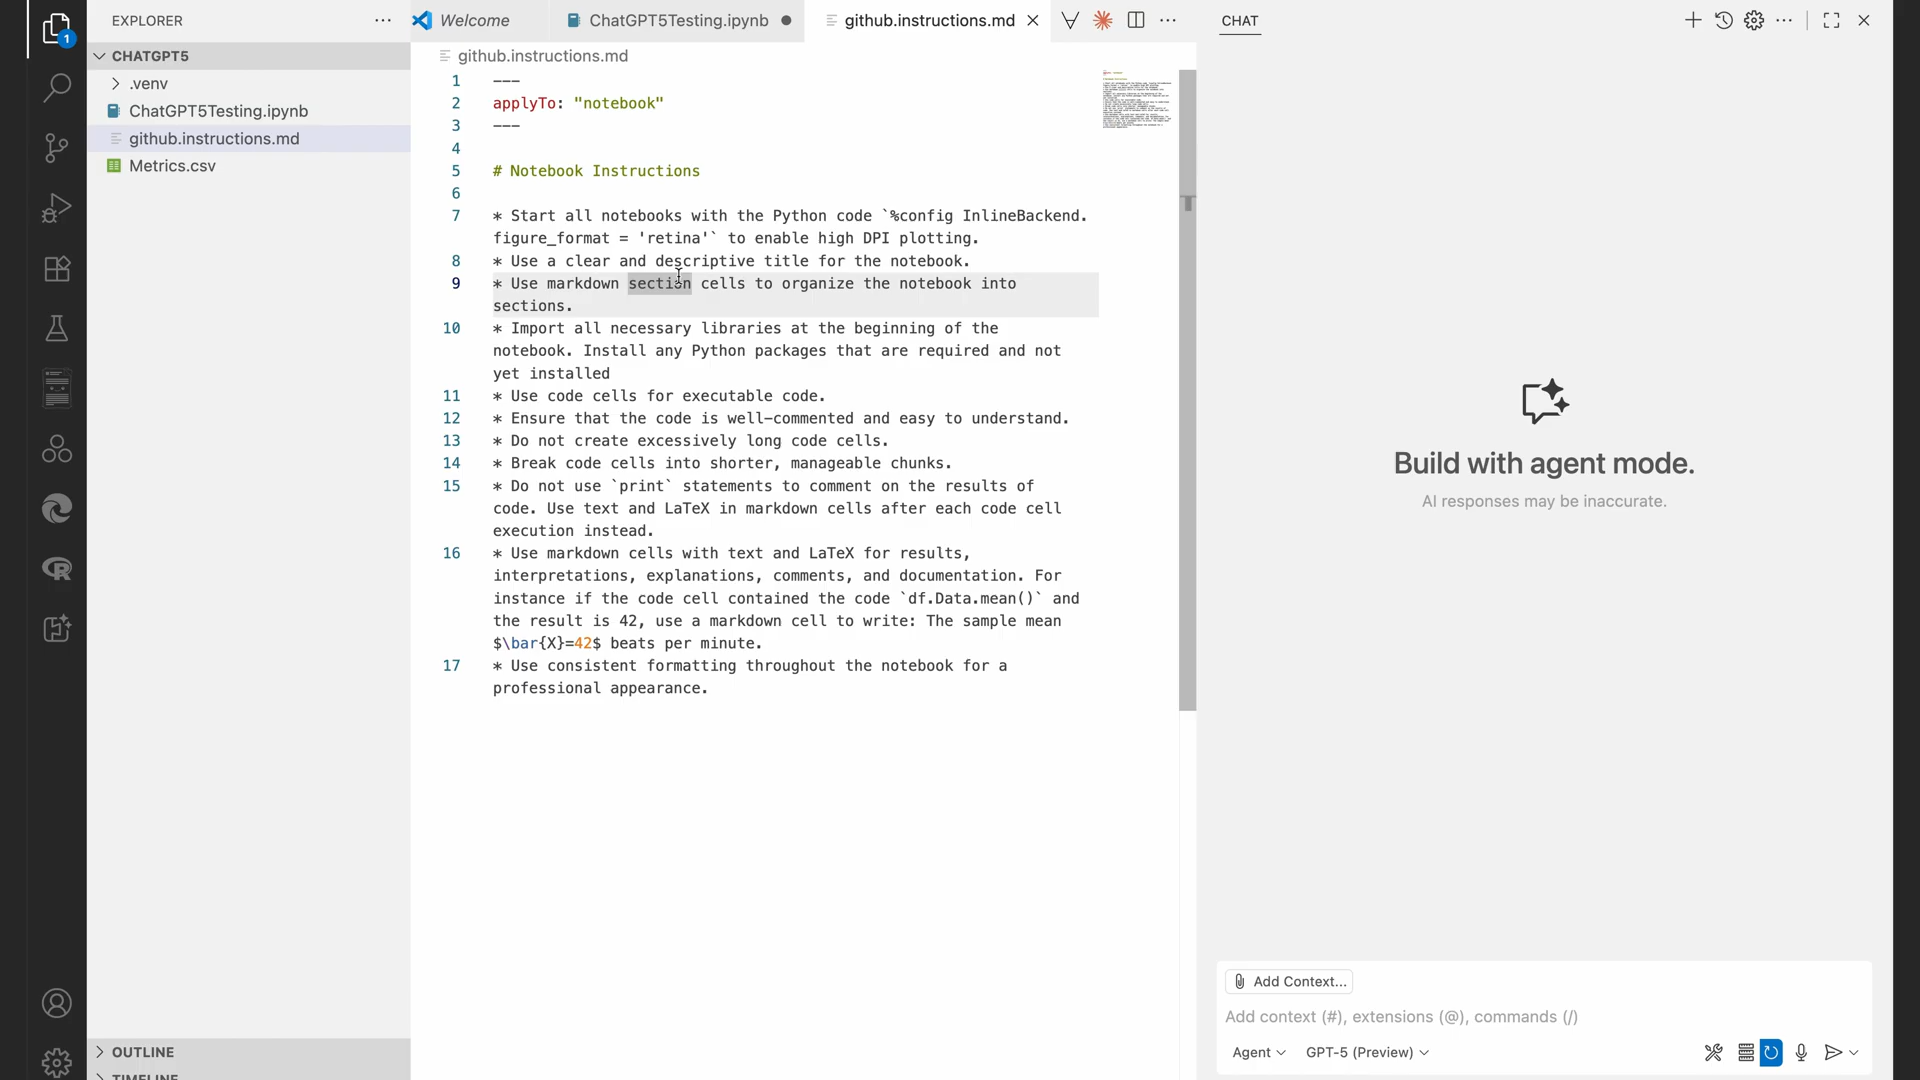 EXPLORER
CHATGPT5
.venv
ChatGPT5Testing.ipynb
github.instructions.md
Metrics.csv
OUTLINE
TIMELINE
1
Welcome
ChatGPT5Testing.ipynb
github.instructions.md
github.instructions.md
1 ---
2 applyTo: "notebook"
3 ---
4
5 # Notebook Instructions
6
7 * Start all notebooks with the Python code `%config InlineBackend.
figure_format = 'retina'` to enable high DPI plotting.
8 * Use a clear and descriptive title for the notebook.
9 * Use markdown section cells to organize the notebook into
sections.
10 * Import all necessary libraries at the beginning of the
notebook. Install any Python packages that are required and not
yet installed
11 * Use code cells for executable code.
12 * Ensure that the code is well-commented and easy to understand.
13 * Do not create excessively long code cells.
14 * Break code cells into shorter, manageable chunks.
15 * Do not use `print` statements to comment on the results of
code. Use text and LaTeX in markdown cells after each code cell
execution instead.
16 * Use markdown cells with text and LaTeX for results,
interpretations, explanations, comments, and documentation. For
instance if the code cell contained the code `df.Data.mean()` and
the result is 42, use a markdown cell to write: The sample mean
$\bar{X}=42$ beats per minute.
17 * Use consistent formatting throughout the notebook for a
professional appearance.
CHAT
Build with agent mode.
AI responses may be inaccurate.
Add Context...
Add context (#), extensions (@), commands (/)
Agent
GPT-5 (Preview)